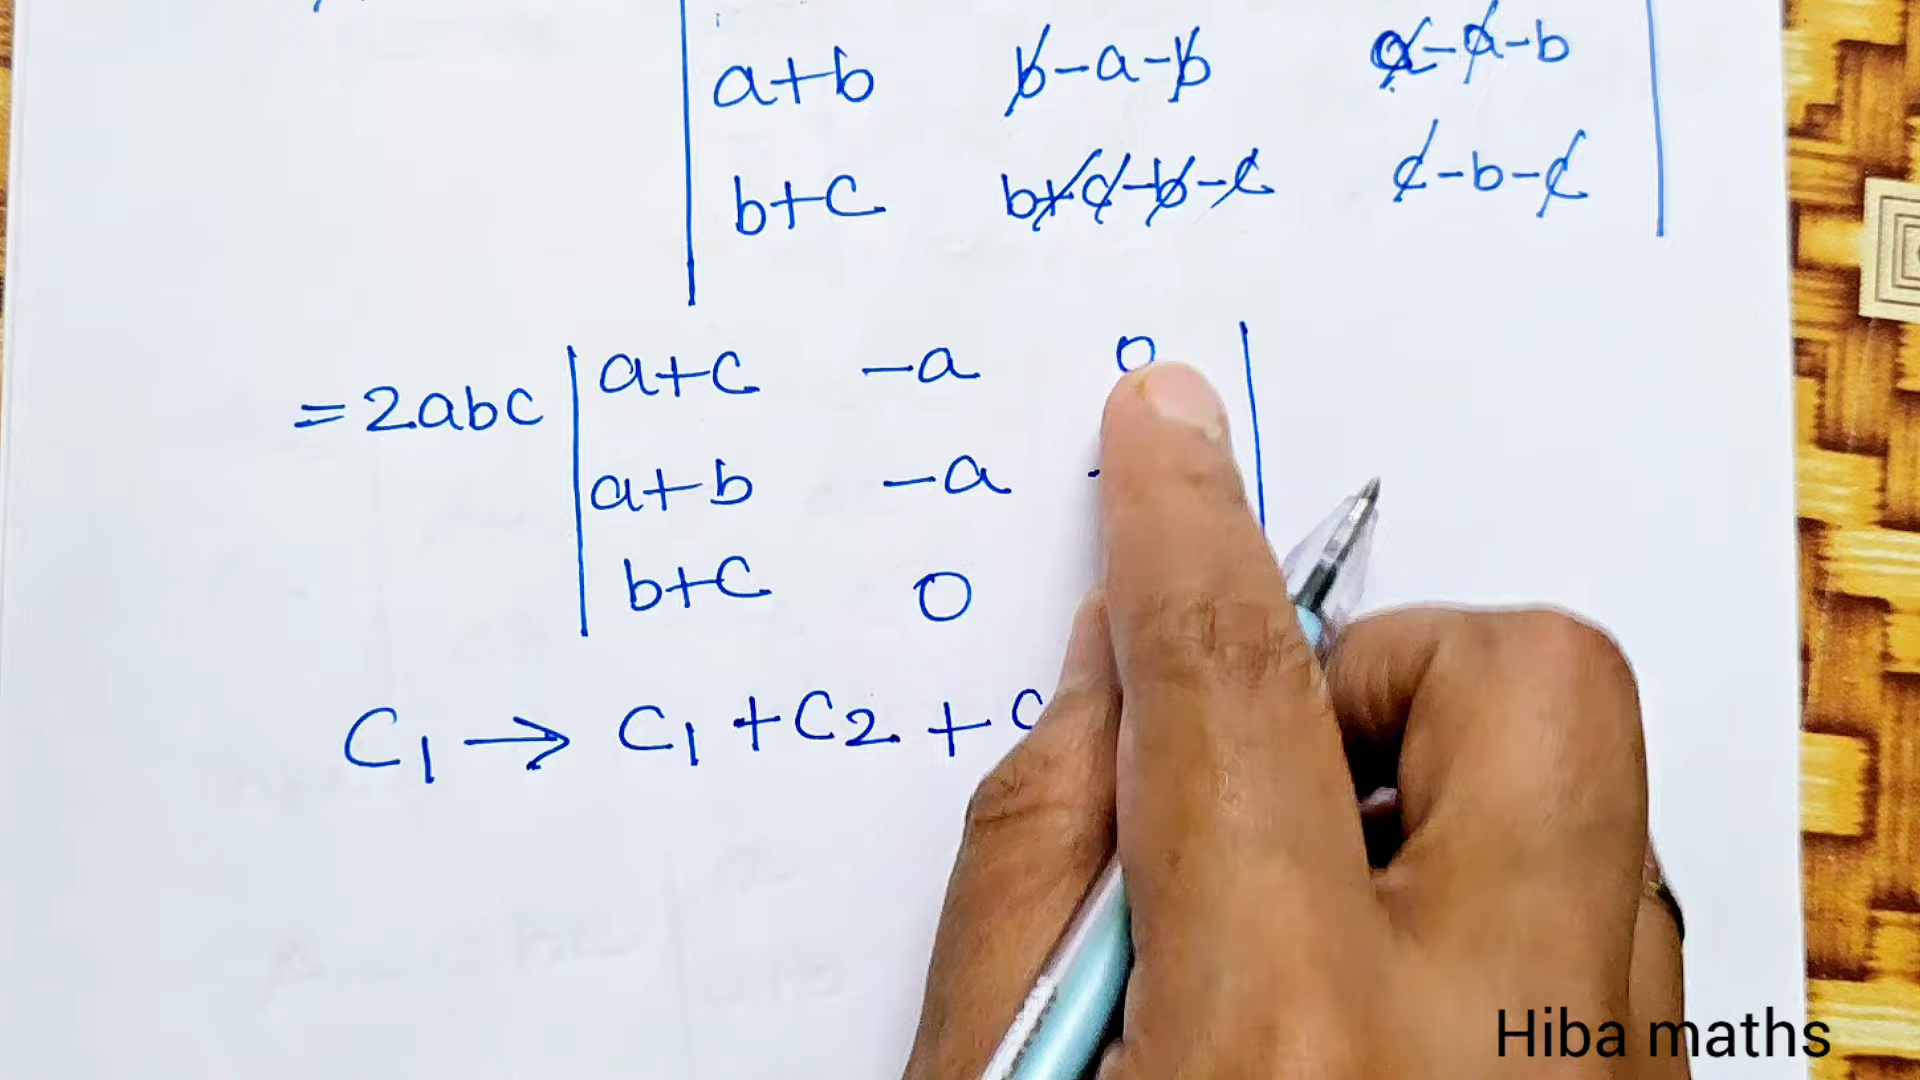 a+b b-a-b a-a-b
b+c b+c-b-c c-b-c
=2abc a+c -a 0
a+b -a -
b+c 0
C1 → C1 + C2 + C
Hiba maths